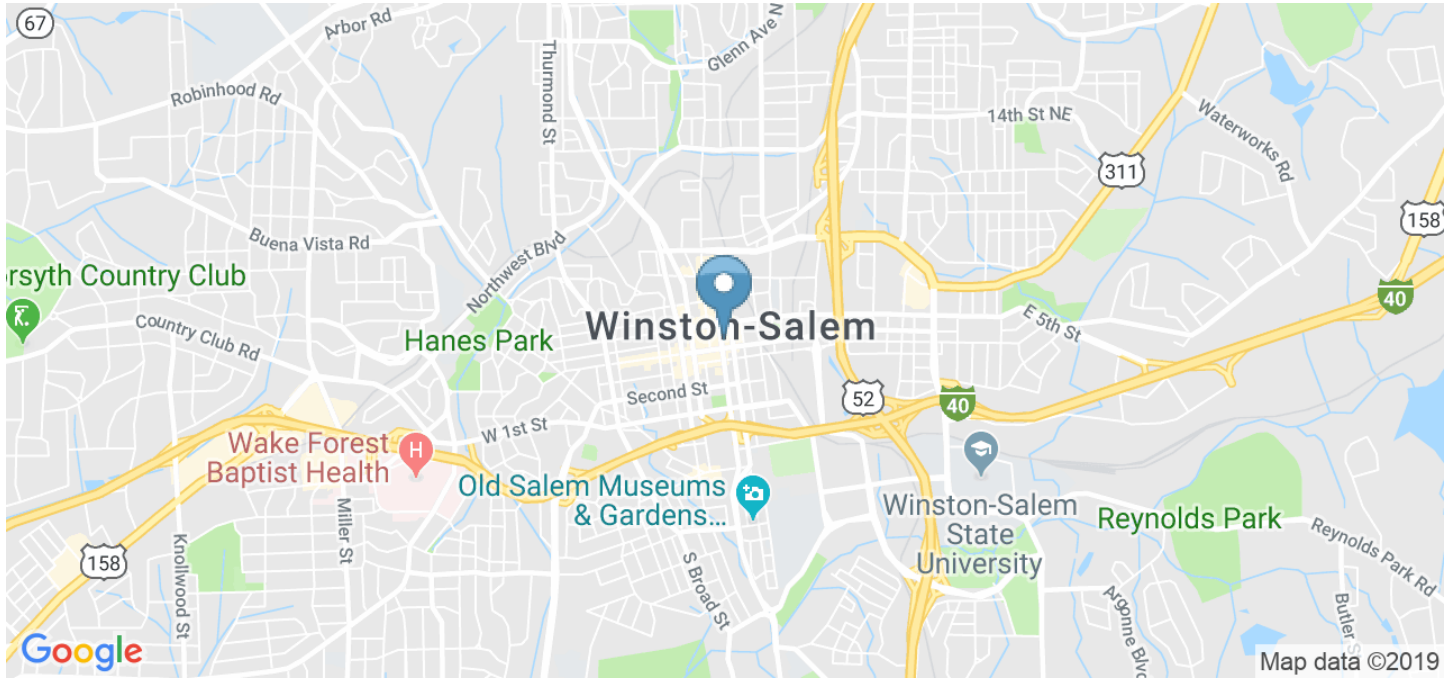 67
Arbor Rd
Glenn Ave N
Thurmond St
Robinhood Rd
14th St NE
Waterworks Rd
311
158
Buena Vista Rd
Northwest Blvd
orsyth Country Club
40
Country Club Rd
Hanes Park
Winston-Salem
E 5th St
Second St
52
40
W 1st St
Wake Forest
Baptist Health
H
Old Salem Museums
& Gardens...
Winston-Salem
State
University
Reynolds Park
Reynolds Park Rd
Miller St
Knollwood St
158
S Broad St
Argonne Blvd
Butler St
Google
Map data ©2019